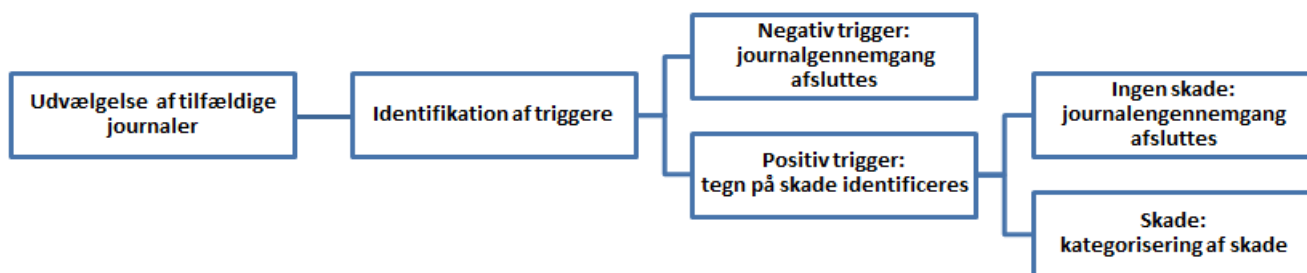 Udvælgelse af tilfældige
journaler
Identifikation af triggere
Negativ trigger:
journalgennemgang
afsluttes
Positiv trigger:
tegn på skade identificeres
Ingen skade:
journalengennemgang
afsluttes
Skade:
kategorisering af skade